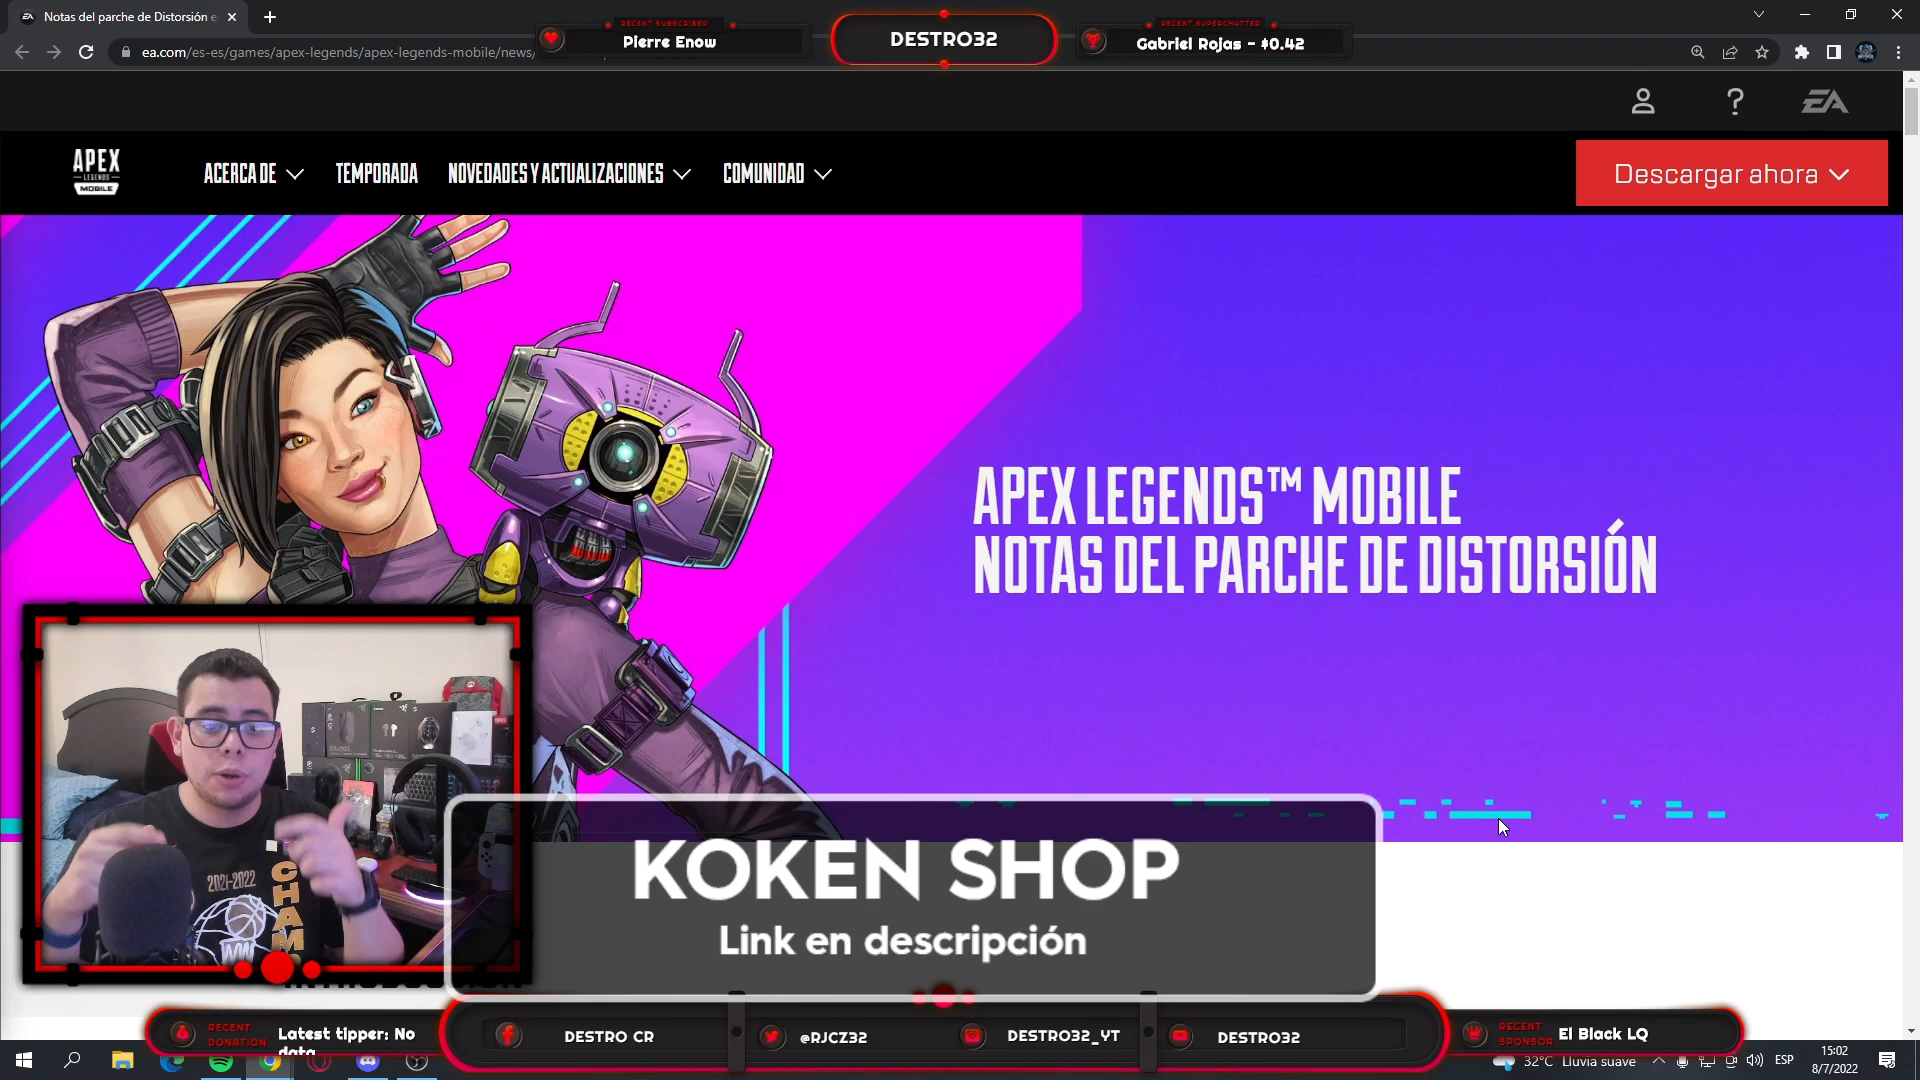 Notas del parche de Distorsión e
RECENT SUBSCRIBER
Pierre Enow
DESTRO32
RECENT SUPERCHATTER
Gabriel Rojas - $0.42
ea.com/es-es/games/apex-legends/apex-legends-mobile/news/
EA
APEX
LEGENDS
MOBILE
ACERCA DE
TEMPORADA
NOVEDADES Y ACTUALIZACIONES
COMUNIDAD
Descargar ahora
APEX LEGENDS™ MOBILE
NOTAS DEL PARCHE DE DISTORSIÓN
2021-2022
CHAM
KOKEN SHOP
Link en descripción
RECENT
DONATION
Latest tipper: No
data
DESTRO CR
@RJCZ32
DESTRO32_YT
DESTRO32
RECENT
SPONSOR
El Black LQ
32°C Lluvia suave
ESP
15:02
8/7/2022